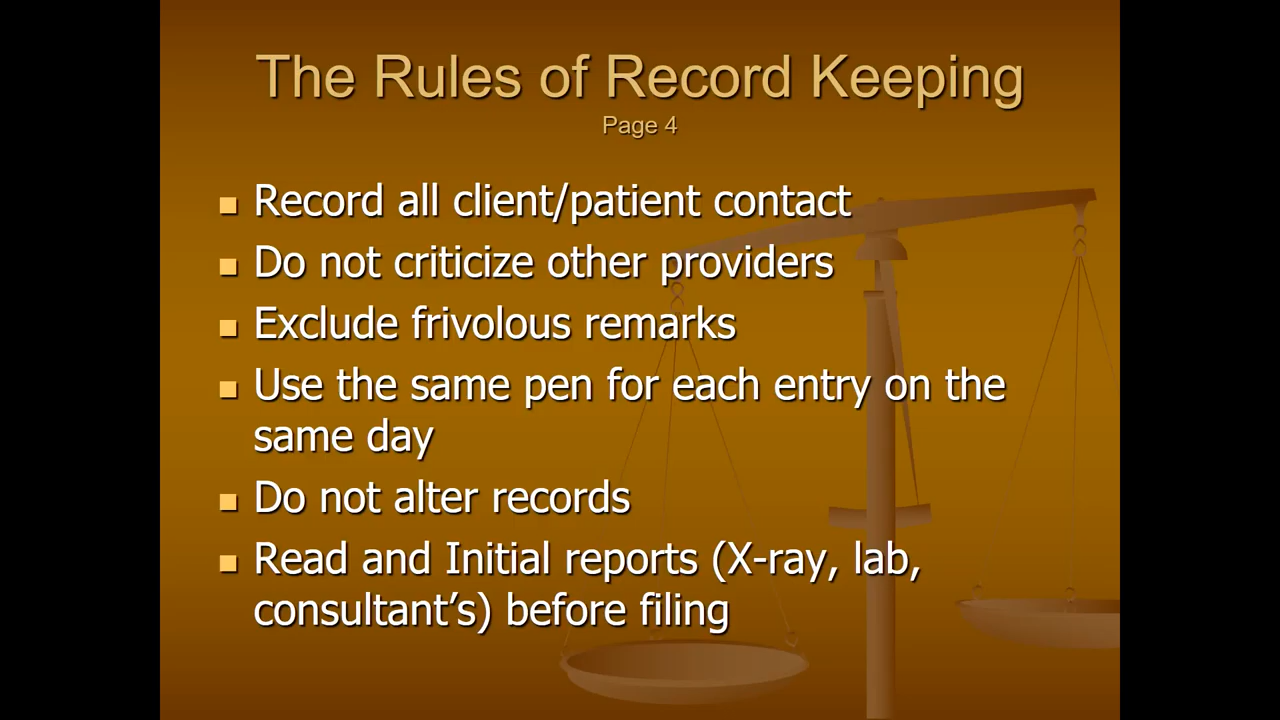 The Rules of Record Keeping
Page 4
Record all client/patient contact
Do not criticize other providers
Exclude frivolous remarks
Use the same pen for each entry on the
same day
Do not alter records
Read and Initial reports (X-ray, lab,
consultant’s) before filing